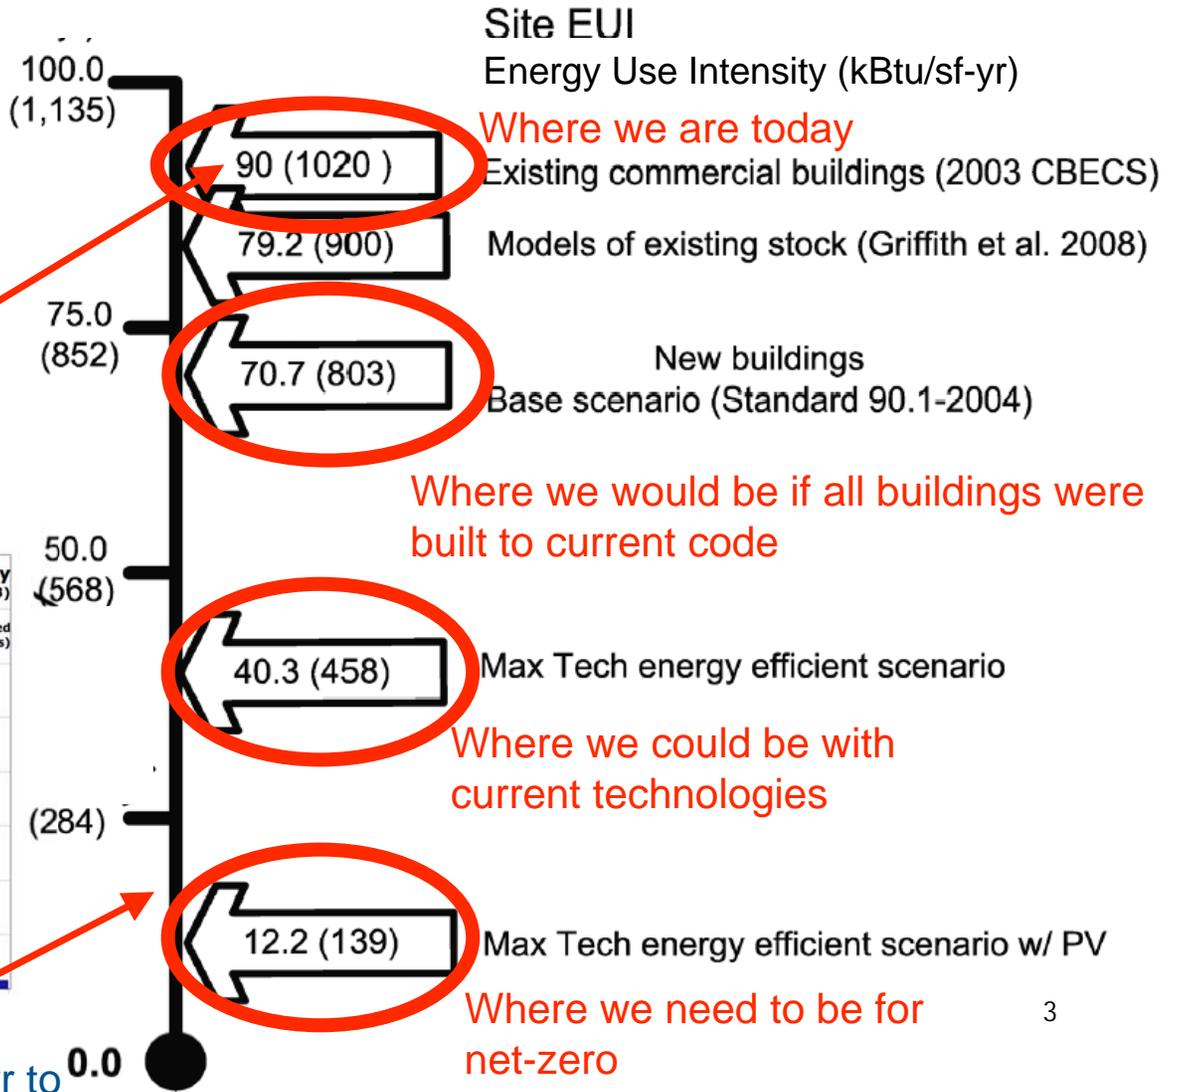 Site EUI
Energy Use Intensity (kBtu/sf-yr)
100.0
(1,135)
Where we are today
90 (1020 )
Existing commercial buildings (2003 CBECS)
79.2 (900)
Models of existing stock (Griffith et al. 2008)
75.0
(852)
70.7 (803)
New buildings
Base scenario (Standard 90.1-2004)
Where we would be if all buildings were
built to current code
50.0
(568)
40.3 (458)
Max Tech energy efficient scenario
Where we could be with
current technologies
(284)
12.2 (139)
Max Tech energy efficient scenario w/ PV
Where we need to be for
net-zero
3
0.0
r to